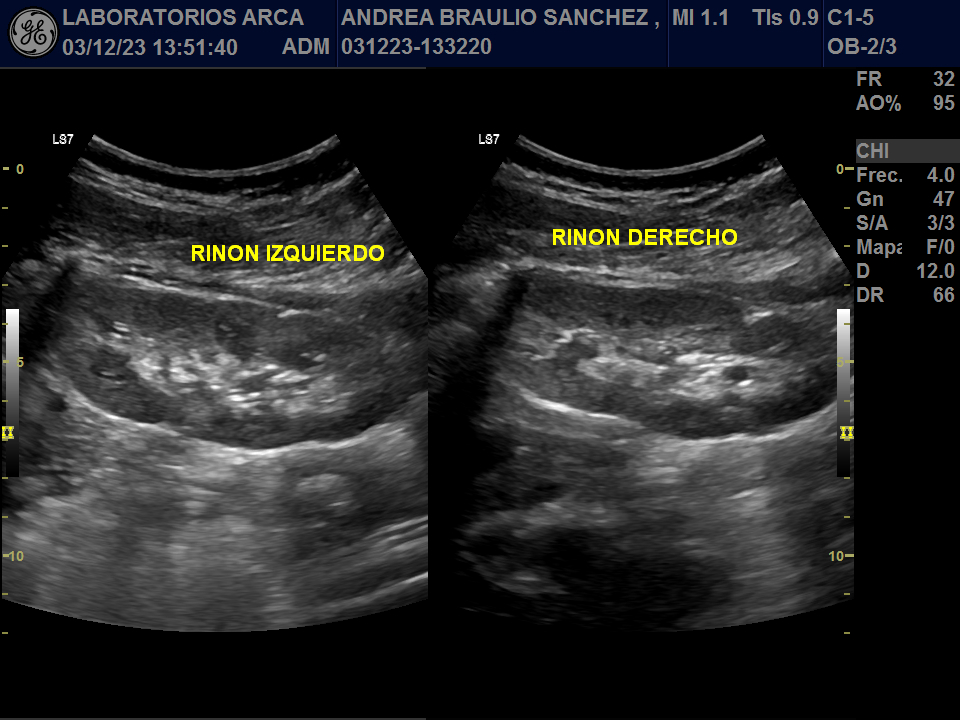 LABORATORIOS ARCA
03/12/23 13:51:40 ADM
ANDREA BRAULIO SANCHEZ ,
031223-133220
MI 1.1 TIs 0.9
C1-5
OB-2/3
FR 32
AO% 95
CHI
Frec. 4.0
Gn 47
S/A 3/3
Mapa F/0
D 12.0
DR 66
L87
0
RINON IZQUIERDO
5
10
L87
0
RINON DERECHO
10